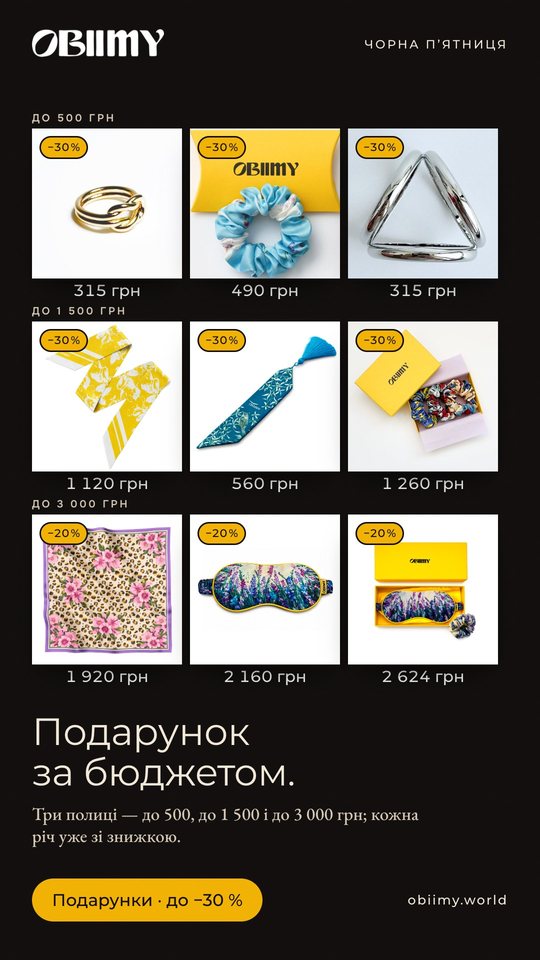 OBIIMY
ЧОРНА П'ЯТНИЦЯ
ДО 500 ГРН
−30%
−30%
−30%
OBIIMY
315 грн
490 грн
315 грн
ДО 1 500 ГРН
−30%
−30%
−30%
OBIIMY
1 120 грн
560 грн
1 260 грн
ДО 3 000 ГРН
−20%
−20%
−20%
OBIIMY
1 920 грн
2 160 грн
2 624 грн
Подарунок
за бюджетом.
Три полиці — до 500, до 1 500 і до 3 000 грн; кожна
річ уже зі знижкою.
Подарунки · до −30 %
obiimy.world